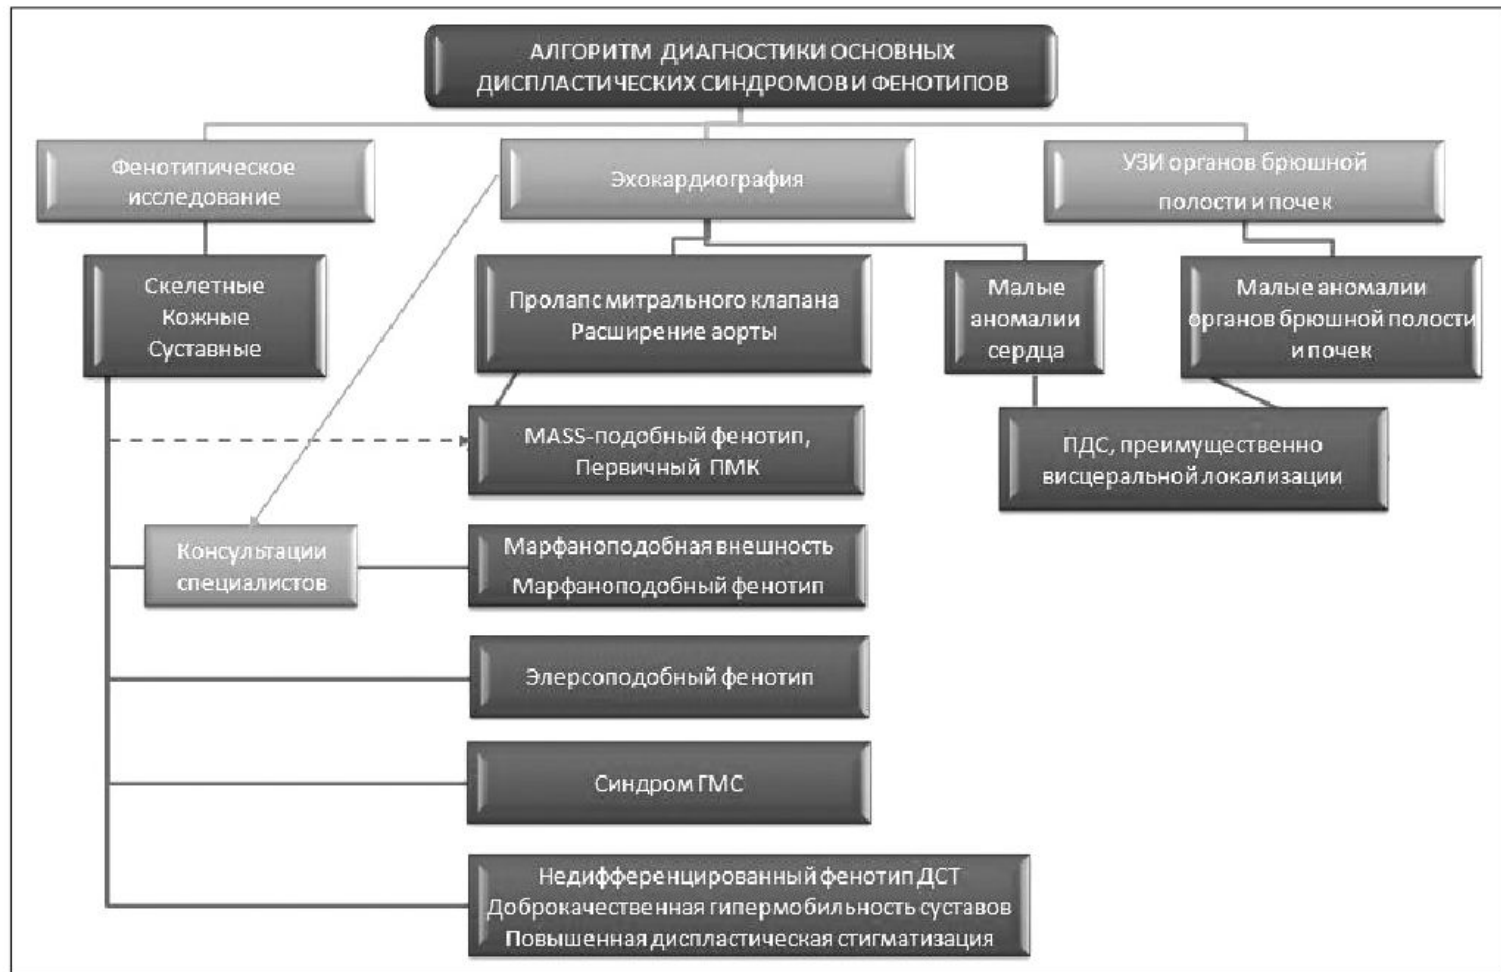 АЛГОРИТМ ДИАГНОСТИКИ ОСНОВНЫХ
ДИСПЛАСТИЧЕСКИХ СИНДРОМОВ И ФЕНОТИПОВ
Фенотипическое
исследование
Эхокардиография
УЗИ органов брюшной
полости и почек
Скелетные
Кожные
Суставные
Пролапс митрального клапана
Расширение аорты
Малые
аномалии
сердца
Малые аномалии
органов брюшной полости
и почек
MASS-подобный фенотип,
Первичный ПМК
ПДС, преимущественно
висцеральной локализации
Консультации
специалистов
Марфаноподобная внешность
Марфаноподобный фенотип
Элерсоподобный фенотип
Синдром ГМС
Недифференцированный фенотип ДСТ
Доброкачественная гипермобильность суставов
Повышенная диспластическая стигматизация